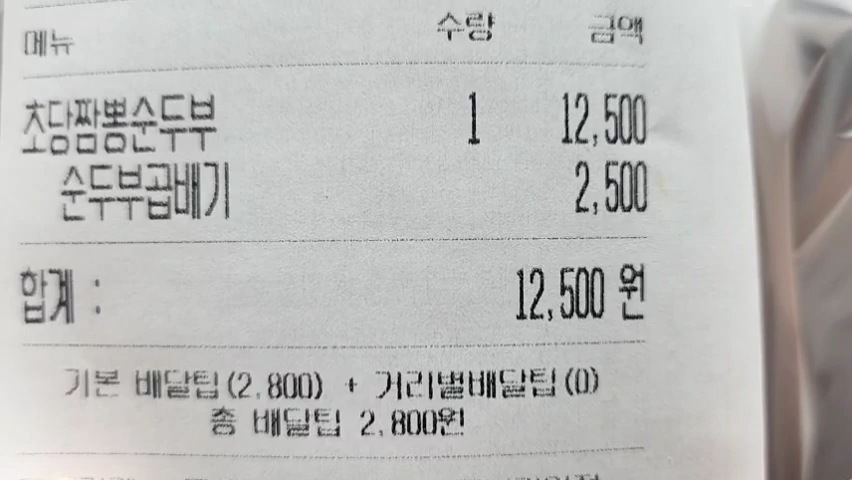 메뉴 수량 금액
초당짬뽕순두부 1 12,500
순두부곱배기 2,500
합계 : 12,500 원
기본 배달팁(2,800) + 거리별배달팁(0)
총 배달팁 2,800원